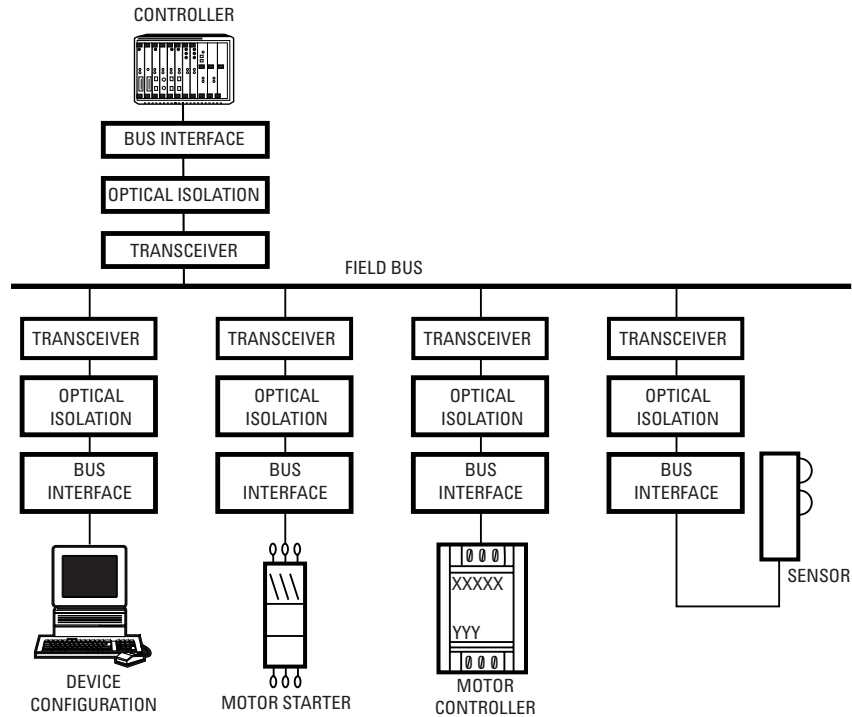 CONTROLLER
BUS INTERFACE
OPTICAL ISOLATION
TRANSCEIVER
FIELD BUS
TRANSCEIVER
TRANSCEIVER
TRANSCEIVER
TRANSCEIVER
OPTICAL
ISOLATION
OPTICAL
ISOLATION
OPTICAL
ISOLATION
OPTICAL
ISOLATION
BUS
INTERFACE
BUS
INTERFACE
BUS
INTERFACE
BUS
INTERFACE
XXXXX
YYY
SENSOR
DEVICE
CONFIGURATION
MOTOR STARTER
MOTOR
CONTROLLER